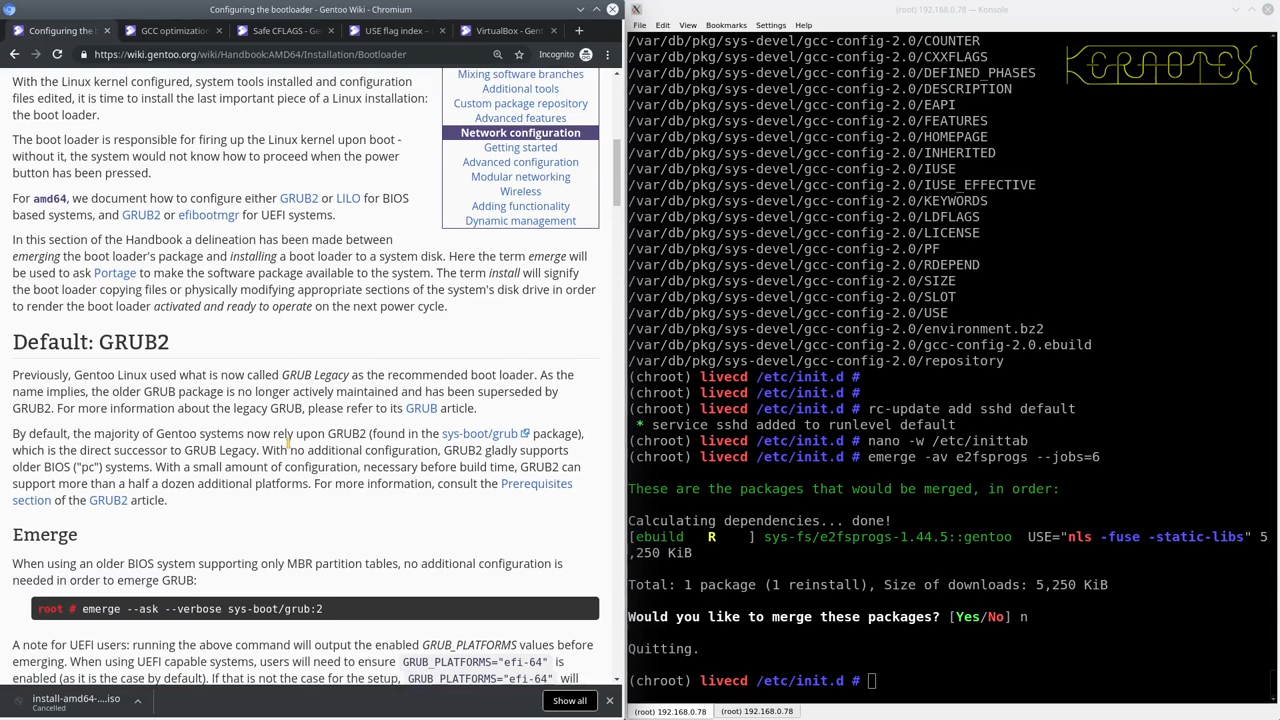 Configuring the bootloader - Gentoo Wiki - Chromium
Configuring the b
GCC optimization
Safe CFLAGS - G
USE flag index –
VirtualBox - Gent
https://wiki.gentoo.org/wiki/Handbook:AMD64/Installation/Bootloader
Incognito
With the Linux kernel configured, system tools installed and configuration
files edited, it is time to install the last important piece of a Linux installation:
the boot loader.
The boot loader is responsible for firing up the Linux kernel upon boot -
without it, the system would not know how to proceed when the power
button has been pressed.
For amd64, we document how to configure either GRUB2 or LILO for BIOS
based systems, and GRUB2 or efibootmgr for UEFI systems.
In this section of the Handbook a delineation has been made between
emerging the boot loader's package and installing a boot loader to a system disk. Here the term emerge will
be used to ask Portage to make the software package available to the system. The term install will signify
the boot loader copying files or physically modifying appropriate sections of the system's disk drive in order
to render the boot loader activated and ready to operate on the next power cycle.
Mixing software branches
Additional tools
Custom package repository
Advanced features
Network configuration
Getting started
Advanced configuration
Modular networking
Wireless
Adding functionality
Dynamic management
Default: GRUB2
Previously, Gentoo Linux used what is now called GRUB Legacy as the recommended boot loader. As the
name implies, the older GRUB package is no longer actively maintained and has been superseded by
GRUB2. For more information about the legacy GRUB, please refer to its GRUB article.
By default, the majority of Gentoo systems now rely upon GRUB2 (found in the sys-boot/grub package),
which is the direct successor to GRUB Legacy. With no additional configuration, GRUB2 gladly supports
older BIOS ("pc") systems. With a small amount of configuration, necessary before build time, GRUB2 can
support more than a half a dozen additional platforms. For more information, consult the Prerequisites
section of the GRUB2 article.
Emerge
When using an older BIOS system supporting only MBR partition tables, no additional configuration is
needed in order to emerge GRUB:
root # emerge --ask --verbose sys-boot/grub:2
A note for UEFI users: running the above command will output the enabled GRUB_PLATFORMS values before
emerging. When using UEFI capable systems, users will need to ensure GRUB_PLATFORMS="efi-64" is
enabled (as it is the case by default). If that is not the case for the setup, GRUB_PLATFORMS="efi-64" will
install-amd64-....iso
Cancelled
Show all
(root) 192.168.0.78 — Konsole
File Edit View Bookmarks Settings Help
KERAOTEX
/var/db/pkg/sys-devel/gcc-config-2.0/COUNTER
/var/db/pkg/sys-devel/gcc-config-2.0/CXXFLAGS
/var/db/pkg/sys-devel/gcc-config-2.0/DEFINED_PHASES
/var/db/pkg/sys-devel/gcc-config-2.0/DESCRIPTION
/var/db/pkg/sys-devel/gcc-config-2.0/EAPI
/var/db/pkg/sys-devel/gcc-config-2.0/FEATURES
/var/db/pkg/sys-devel/gcc-config-2.0/HOMEPAGE
/var/db/pkg/sys-devel/gcc-config-2.0/INHERITED
/var/db/pkg/sys-devel/gcc-config-2.0/IUSE
/var/db/pkg/sys-devel/gcc-config-2.0/IUSE_EFFECTIVE
/var/db/pkg/sys-devel/gcc-config-2.0/KEYWORDS
/var/db/pkg/sys-devel/gcc-config-2.0/LDFLAGS
/var/db/pkg/sys-devel/gcc-config-2.0/LICENSE
/var/db/pkg/sys-devel/gcc-config-2.0/PF
/var/db/pkg/sys-devel/gcc-config-2.0/RDEPEND
/var/db/pkg/sys-devel/gcc-config-2.0/SIZE
/var/db/pkg/sys-devel/gcc-config-2.0/SLOT
/var/db/pkg/sys-devel/gcc-config-2.0/USE
/var/db/pkg/sys-devel/gcc-config-2.0/environment.bz2
/var/db/pkg/sys-devel/gcc-config-2.0/gcc-config-2.0.ebuild
/var/db/pkg/sys-devel/gcc-config-2.0/repository
(chroot) livecd /etc/init.d #
(chroot) livecd /etc/init.d #
(chroot) livecd /etc/init.d # rc-update add sshd default
* service sshd added to runlevel default
(chroot) livecd /etc/init.d # nano -w /etc/inittab
(chroot) livecd /etc/init.d # emerge -av e2fsprogs --jobs=6
These are the packages that would be merged, in order:
Calculating dependencies... done!
[ebuild R ] sys-fs/e2fsprogs-1.44.5::gentoo USE="nls -fuse -static-libs" 5
,250 KiB
Total: 1 package (1 reinstall), Size of downloads: 5,250 KiB
Would you like to merge these packages? [Yes/No] n
Quitting.
(chroot) livecd /etc/init.d #
(root) 192.168.0.78
(root) 192.168.0.78